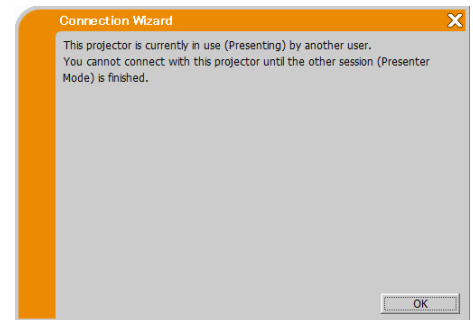 Connection Wizard
This projector is currently in use (Presenting) by another user.
You cannot connect with this projector until the other session (Presenter
Mode) is finished.
OK